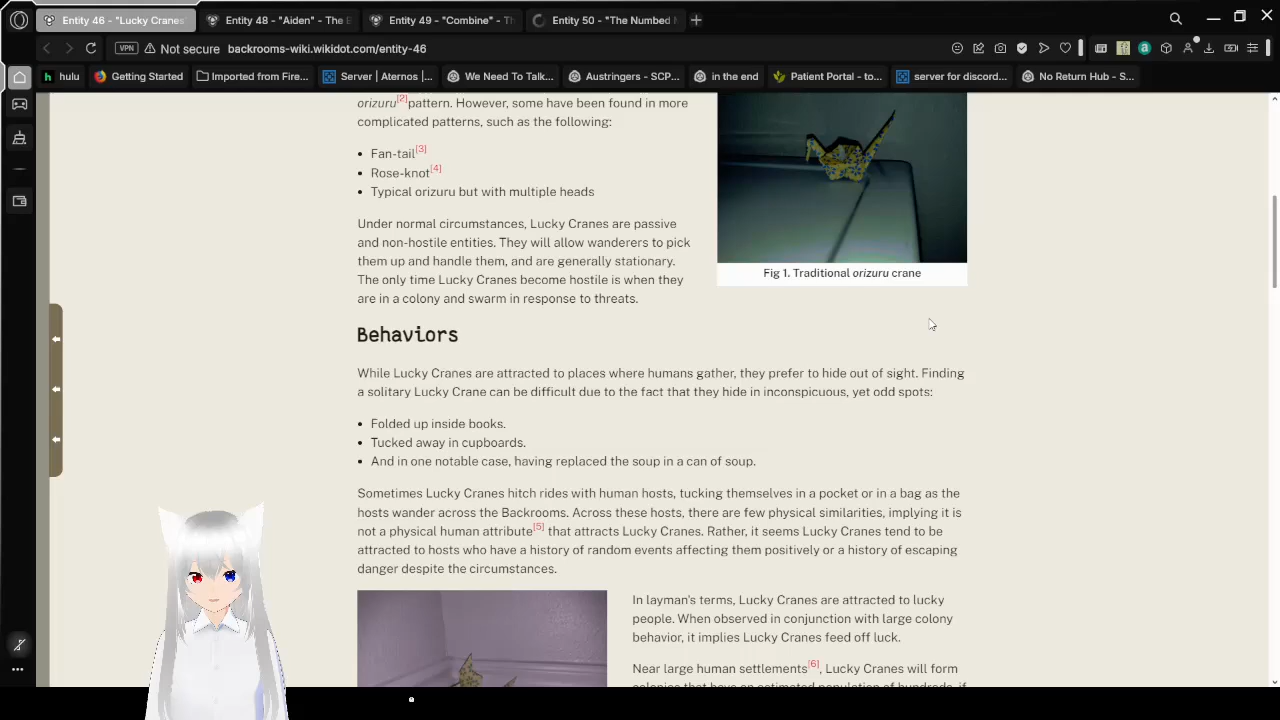 Entity 46 - "Lucky Cranes"
Entity 48 - "Aiden" - The B
Entity 49 - "Combine" - Th
Entity 50 - "The Numbed M
VPN
Not secure
backrooms-wiki.wikidot.com/entity-46
hulu
Getting Started
Imported from Fire...
Server | Aternos |...
We Need To Talk...
Austringers - SCP...
in the end
Patient Portal - to...
server for discord...
No Return Hub - S...
orizuru[2]pattern. However, some have been found in more
complicated patterns, such as the following:
• Fan-tail[3]
• Rose-knot[4]
• Typical orizuru but with multiple heads
Under normal circumstances, Lucky Cranes are passive
and non-hostile entities. They will allow wanderers to pick
them up and handle them, and are generally stationary.
The only time Lucky Cranes become hostile is when they
are in a colony and swarm in response to threats.
Fig 1. Traditional orizuru crane
Behaviors
While Lucky Cranes are attracted to places where humans gather, they prefer to hide out of sight. Finding
a solitary Lucky Crane can be difficult due to the fact that they hide in inconspicuous, yet odd spots:
• Folded up inside books.
• Tucked away in cupboards.
• And in one notable case, having replaced the soup in a can of soup.
Sometimes Lucky Cranes hitch rides with human hosts, tucking themselves in a pocket or in a bag as the
hosts wander across the Backrooms. Across these hosts, there are few physical similarities, implying it is
not a physical human attribute[5] that attracts Lucky Cranes. Rather, it seems Lucky Cranes tend to be
attracted to hosts who have a history of random events affecting them positively or a history of escaping
danger despite the circumstances.
In layman's terms, Lucky Cranes are attracted to lucky
people. When observed in conjunction with large colony
behavior, it implies Lucky Cranes feed off luck.
Near large human settlements[6], Lucky Cranes will form
colonies that have an estimated population of hundreds, if